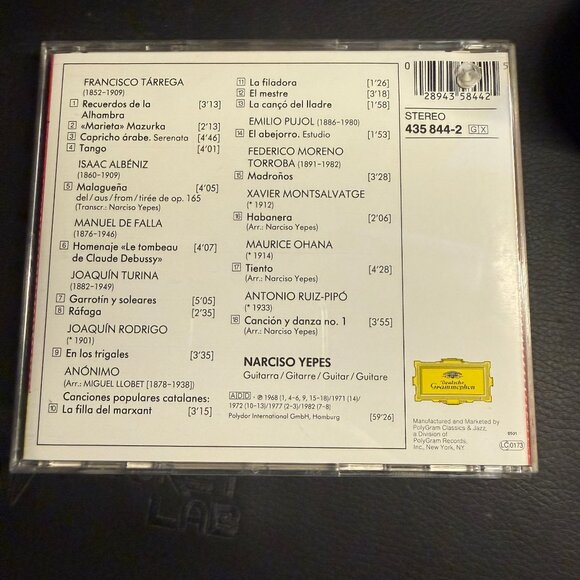 FRANCISCO TÁRREGA
(1852–1909)
1 Recuerdos de la [3'13]
Alhambra
2 «Marieta» Mazurka [2'13]
3 Capricho árabe. Serenata [4'46]
4 Tango [4'01]
ISAAC ALBÉNIZ
(1860–1909)
5 Malagueña [4'05]
del/aus/from/tirée de op. 165
(Transcr.: Narciso Yepes)
MANUEL DE FALLA
(1876–1946)
6 Homenaje «Le tombeau [4'07]
de Claude Debussy»
JOAQUÍN TURINA
(1882–1949)
7 Garrotín y soleares [5'05]
8 Ráfaga [2'35]
JOAQUÍN RODRIGO
(* 1901)
9 En los trigales [3'35]
ANÓNIMO
(Arr.: MIGUEL LLOBET [1878–1938])
Canciones populares catalanes:
10 La filla del marxant [3'15]
11 La filadora [1'26]
12 El mestre [3'18]
13 La cançó del lladre [1'58]
EMILIO PUJOL (1886–1980)
14 El abejorro. Estudio [1'53]
FEDERICO MORENO
TORROBA (1891–1982)
15 Madroños [3'28]
XAVIER MONTSALVATGE
(* 1912)
16 Habanera [2'06]
(Arr.: Narciso Yepes)
MAURICE OHANA
(* 1914)
17 Tiento [4'28]
(Arr.: Narciso Yepes)
ANTONIO RUIZ-PIPÓ
(* 1933)
18 Canción y danza no. 1 [3'55]
(Arr.: Narciso Yepes)
NARCISO YEPES
Guitarra/Gitarre/Guitar/Guitare
ADD · ℗ 1968 (1, 4–6, 9, 15–18)/1971 (14)/
1972 (10–13)/1977 (2–3)/1982 (7–8)
Polydor International GmbH, Hamburg [59'26]
0 28943 58442 5
STEREO
435 844-2 GX
Deutsche
Grammophon
Manufactured and Marketed by
PolyGram Classics & Jazz,
a Division of
PolyGram Records,
Inc., New York, NY.
0501
LC 0173
LAB